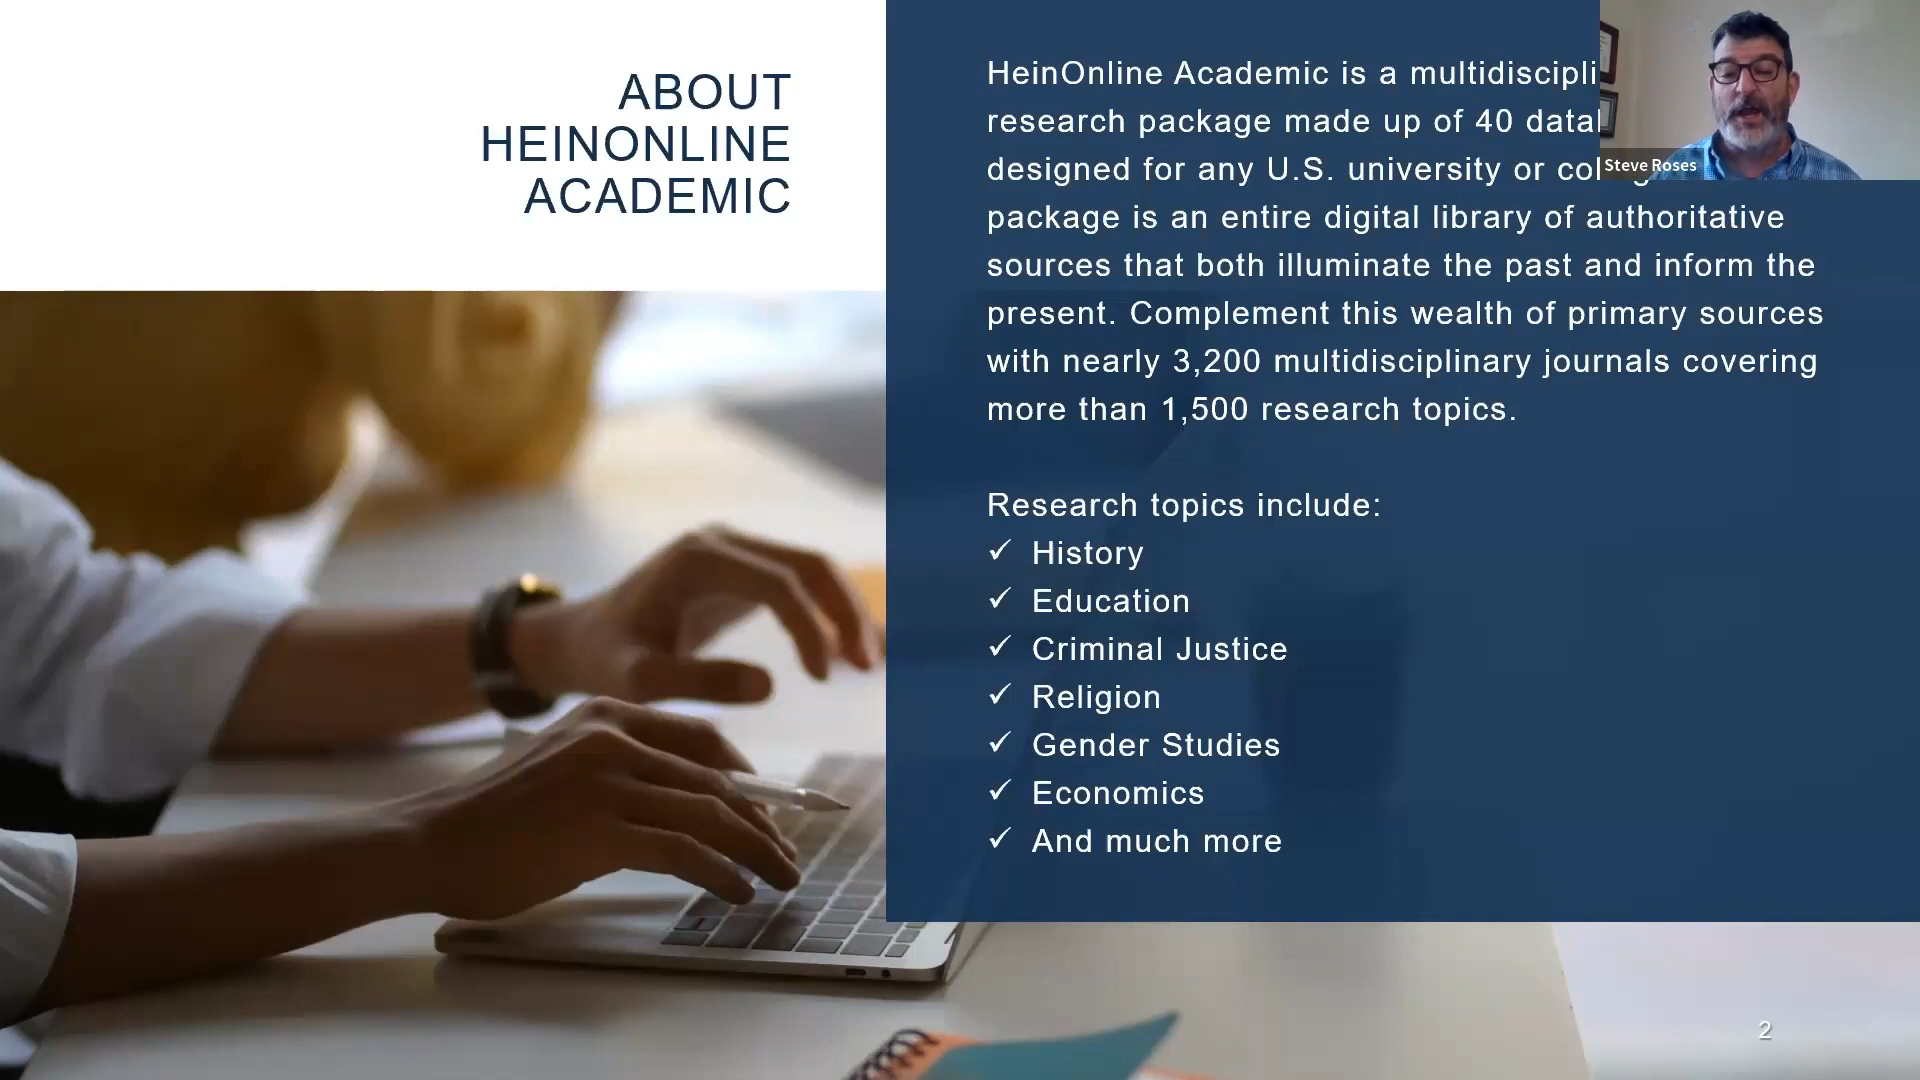 ABOUT
HEINONLINE
ACADEMIC
HeinOnline Academic is a
research package made up of 40
designed for any U.S. university or
package is an entire digital library of authoritative
sources that both illuminate the past and inform the
present. Complement this wealth of primary sources
with nearly 3,200 multidisciplinary journals covering
more than 1,500 research topics.
Research topics include:
✓ History
✓ Education
✓ Criminal Justice
✓ Religion
✓ Gender Studies
✓ Economics
✓ And much more
Steve Roses
2